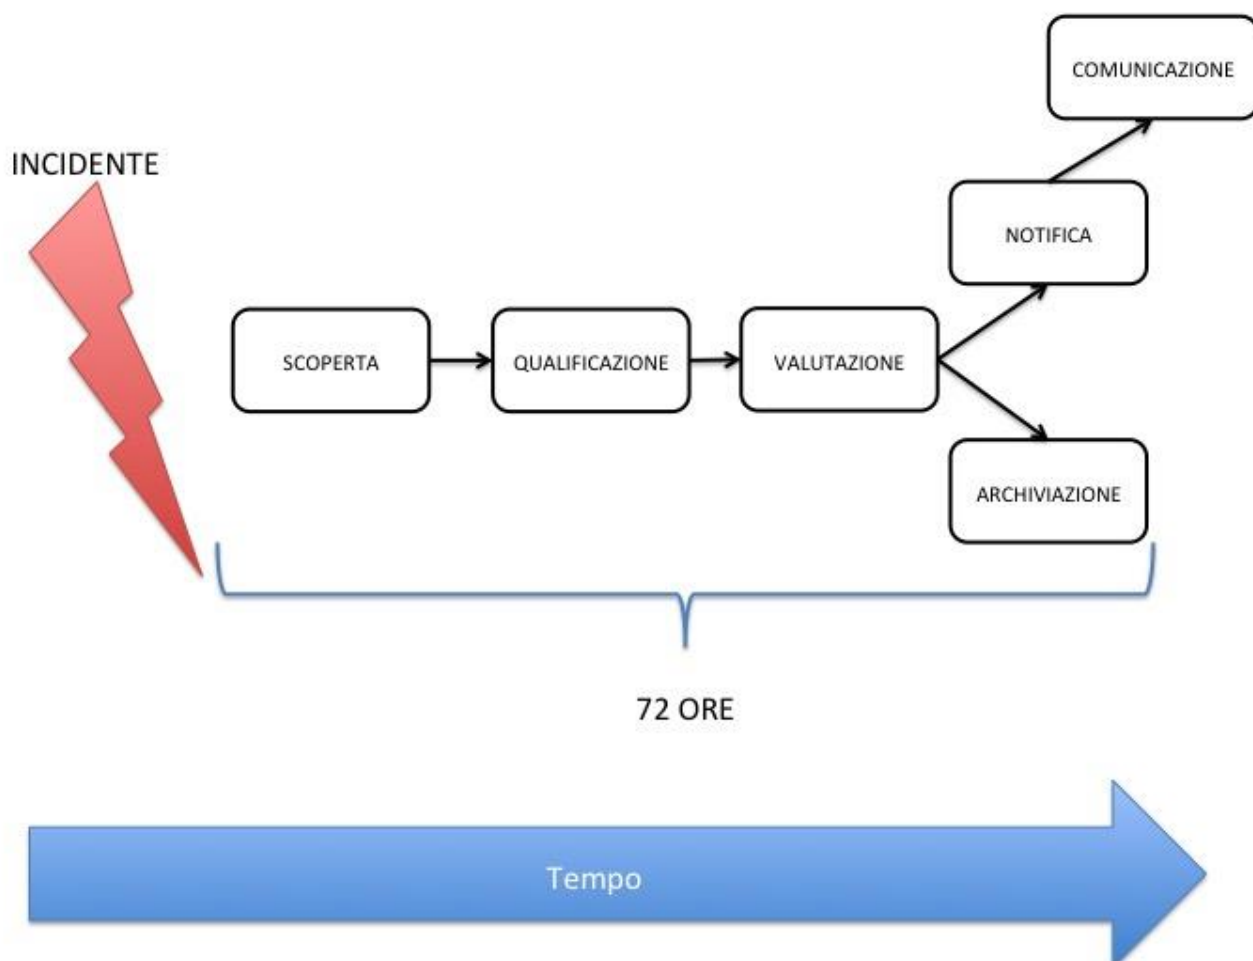 COMUNICAZIONE
INCIDENTE
NOTIFICA
SCOPERTA
QUALIFICAZIONE
VALUTAZIONE
ARCHIVIAZIONE
72 ORE
Tempo